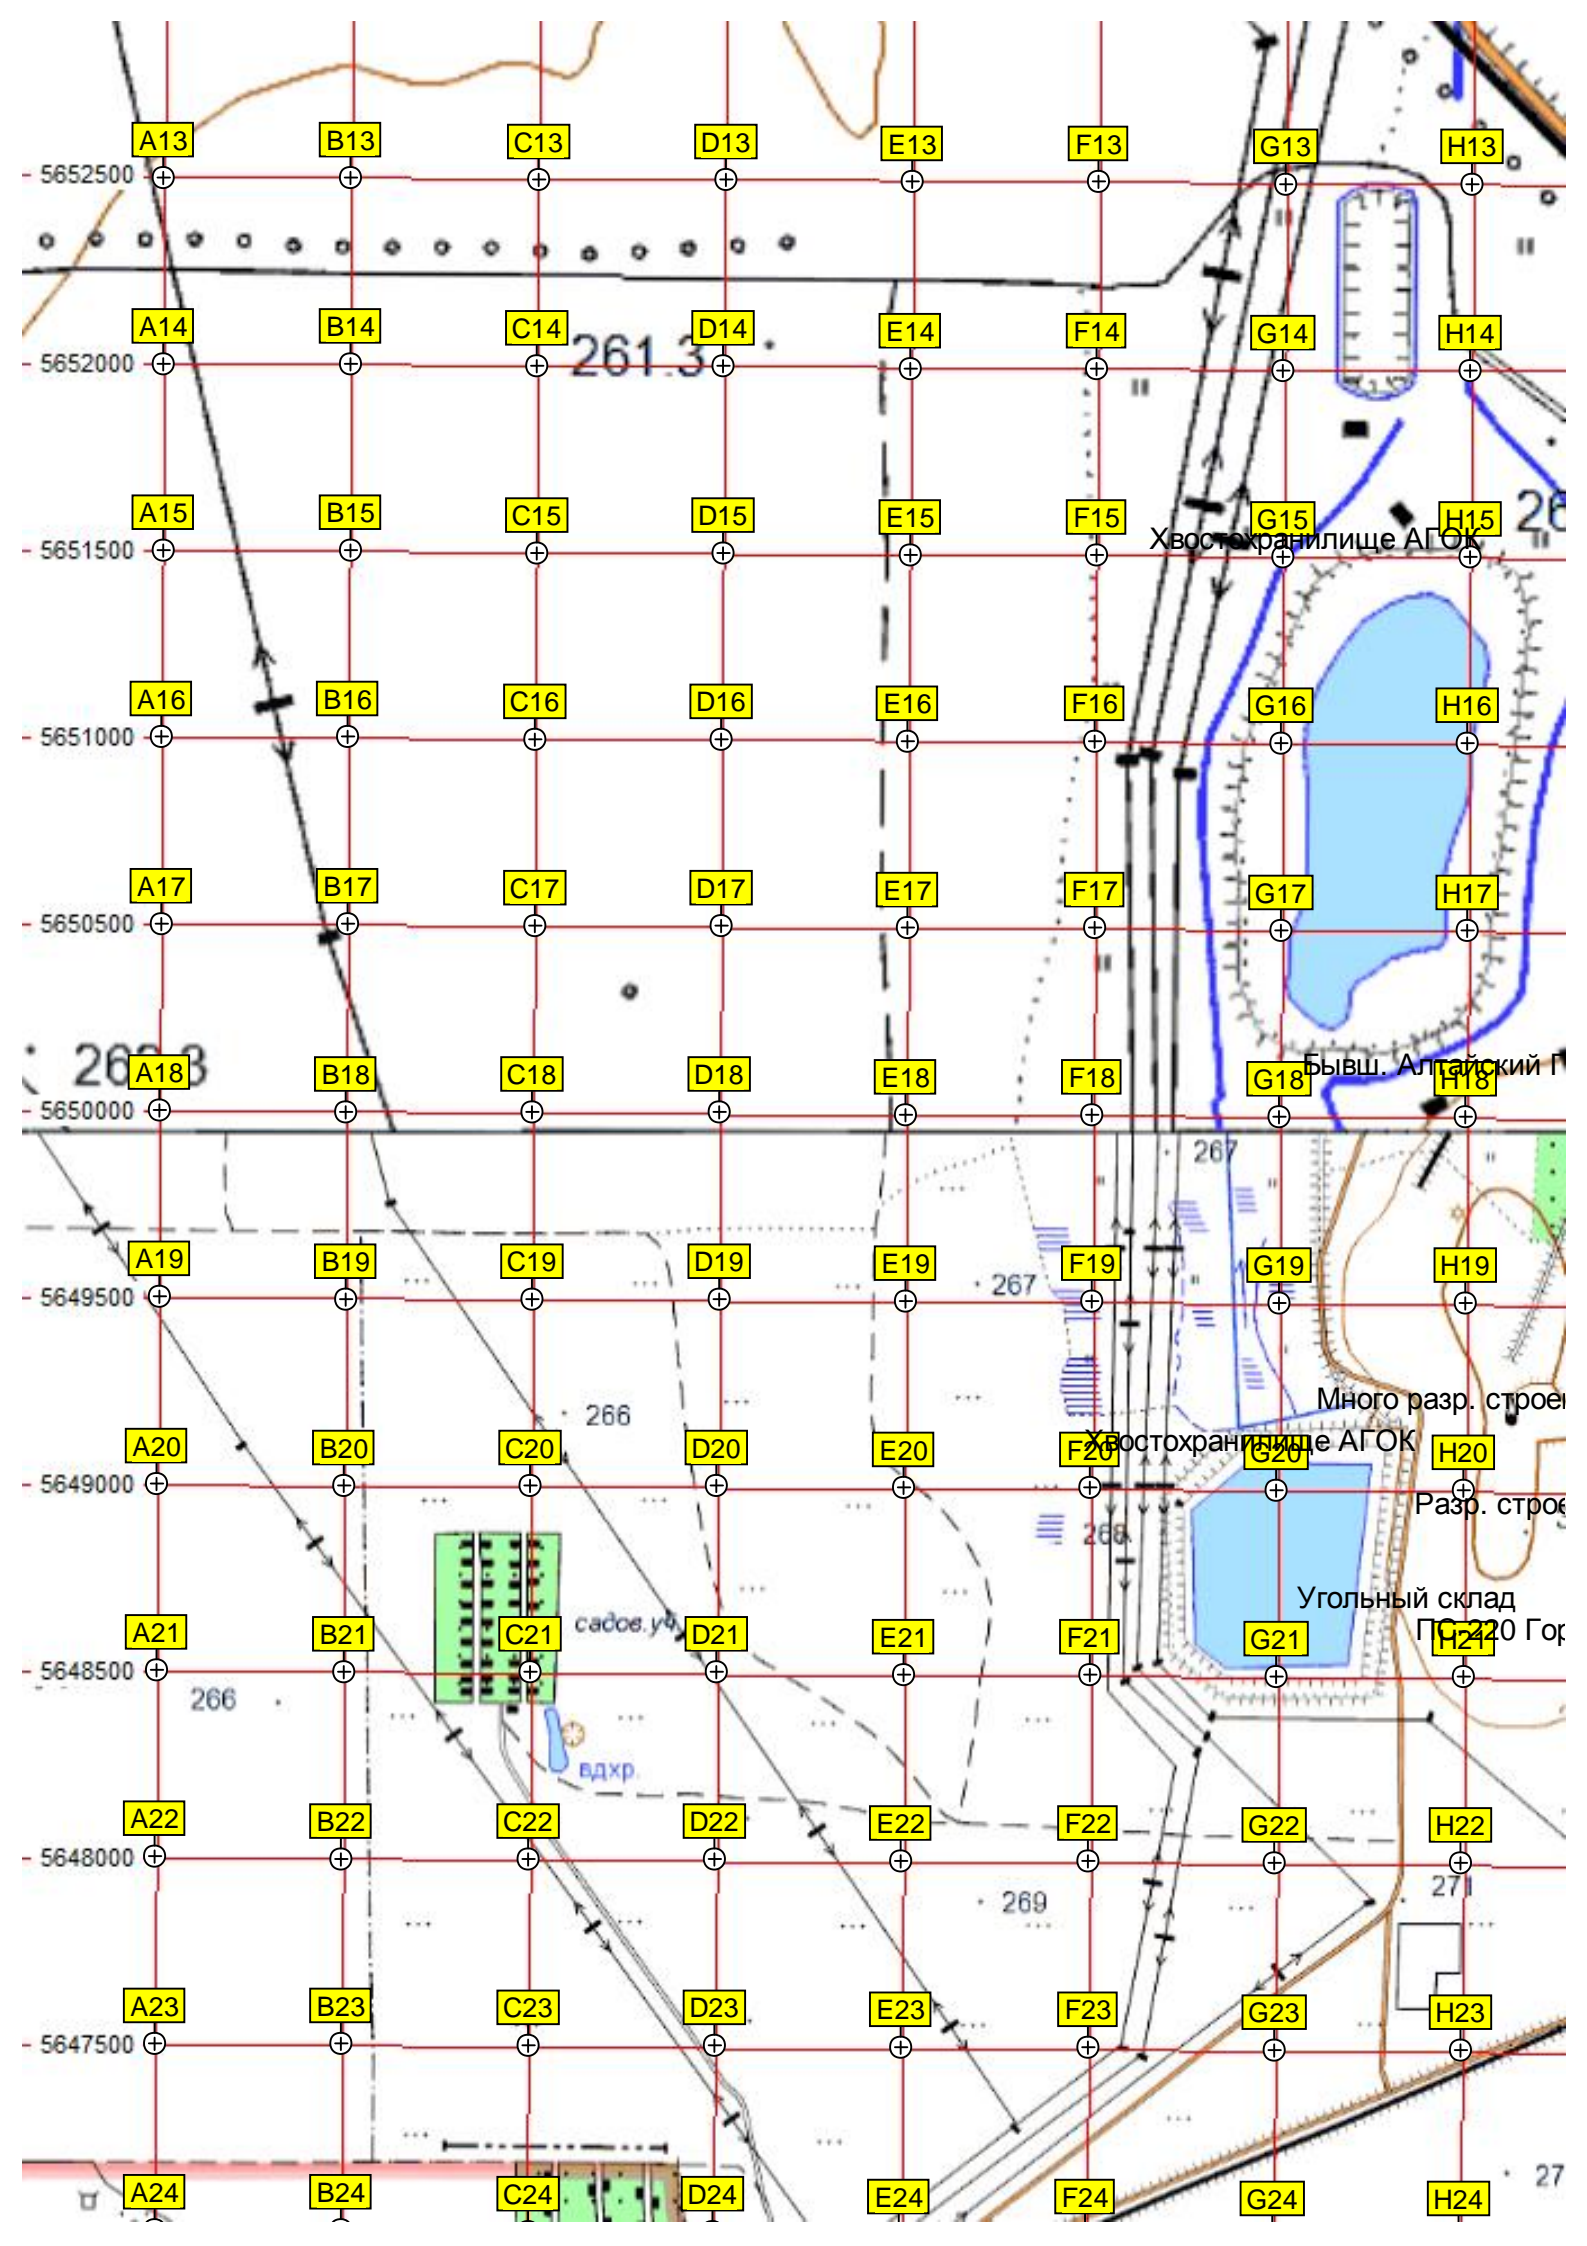 A13 B13 C13 D13 E13 F13 G13 H13
5652500
A14 B14 C14 D14 E14 F14 G14 H14
261.3
5652000
A15 B15 C15 D15 E15 F15 G15 H15
26
Хвостохранилище АГОК
5651500
A16 B16 C16 D16 E16 F16 G16 H16
5651000
A17 B17 C17 D17 E17 F17 G17 H17
5650500
Бывш. Алтайский
A18 B18 C18 D18 E18 F18 G18 H18
5650000
267
A19 B19 C19 D19 E19 F19 G19 H19
267
5649500
Много разр. строе
266
Хвостохранилище АГОК
A20 B20 C20 D20 E20 F20 G20 H20
5649000
Разр. строе
268
Угольный склад
садов.уч.
ПС-220 Гор
A21 B21 C21 D21 E21 F21 G21 H21
5648500
266
вдхр.
A22 B22 C22 D22 E22 F22 G22 H22
5648000
271
269
A23 B23 C23 D23 E23 F23 G23 H23
5647500
27
A24 B24 C24 D24 E24 F24 G24 H24